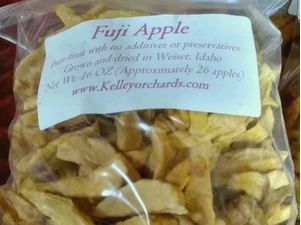 Fuji Apple
Pure fruit with no additives or preservatives
Grown and dried in Weiser, Idaho
Net Wt. 16 OZ (Approximately 26 apples)
www.Kelleyorchards.com